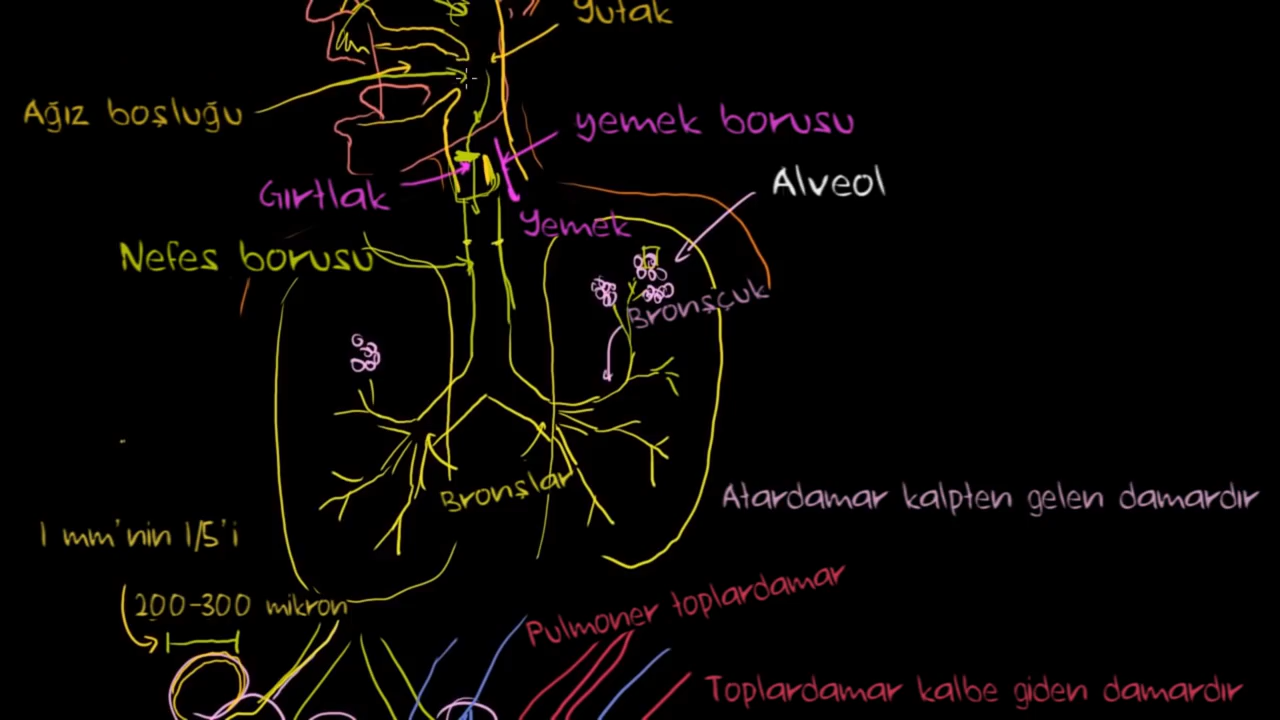 Yutak
Ağız boşluğu
yemek borusu
Alveol
Gırtlak
Yemek
Nefes borusu
Bronşçuk
Bronşlar
Atardamar kalpten gelen damardır
1 mm'nin 1/5'i
200-300 mikron
Pulmoner toplardamar
Toplardamar kalbe giden damardır